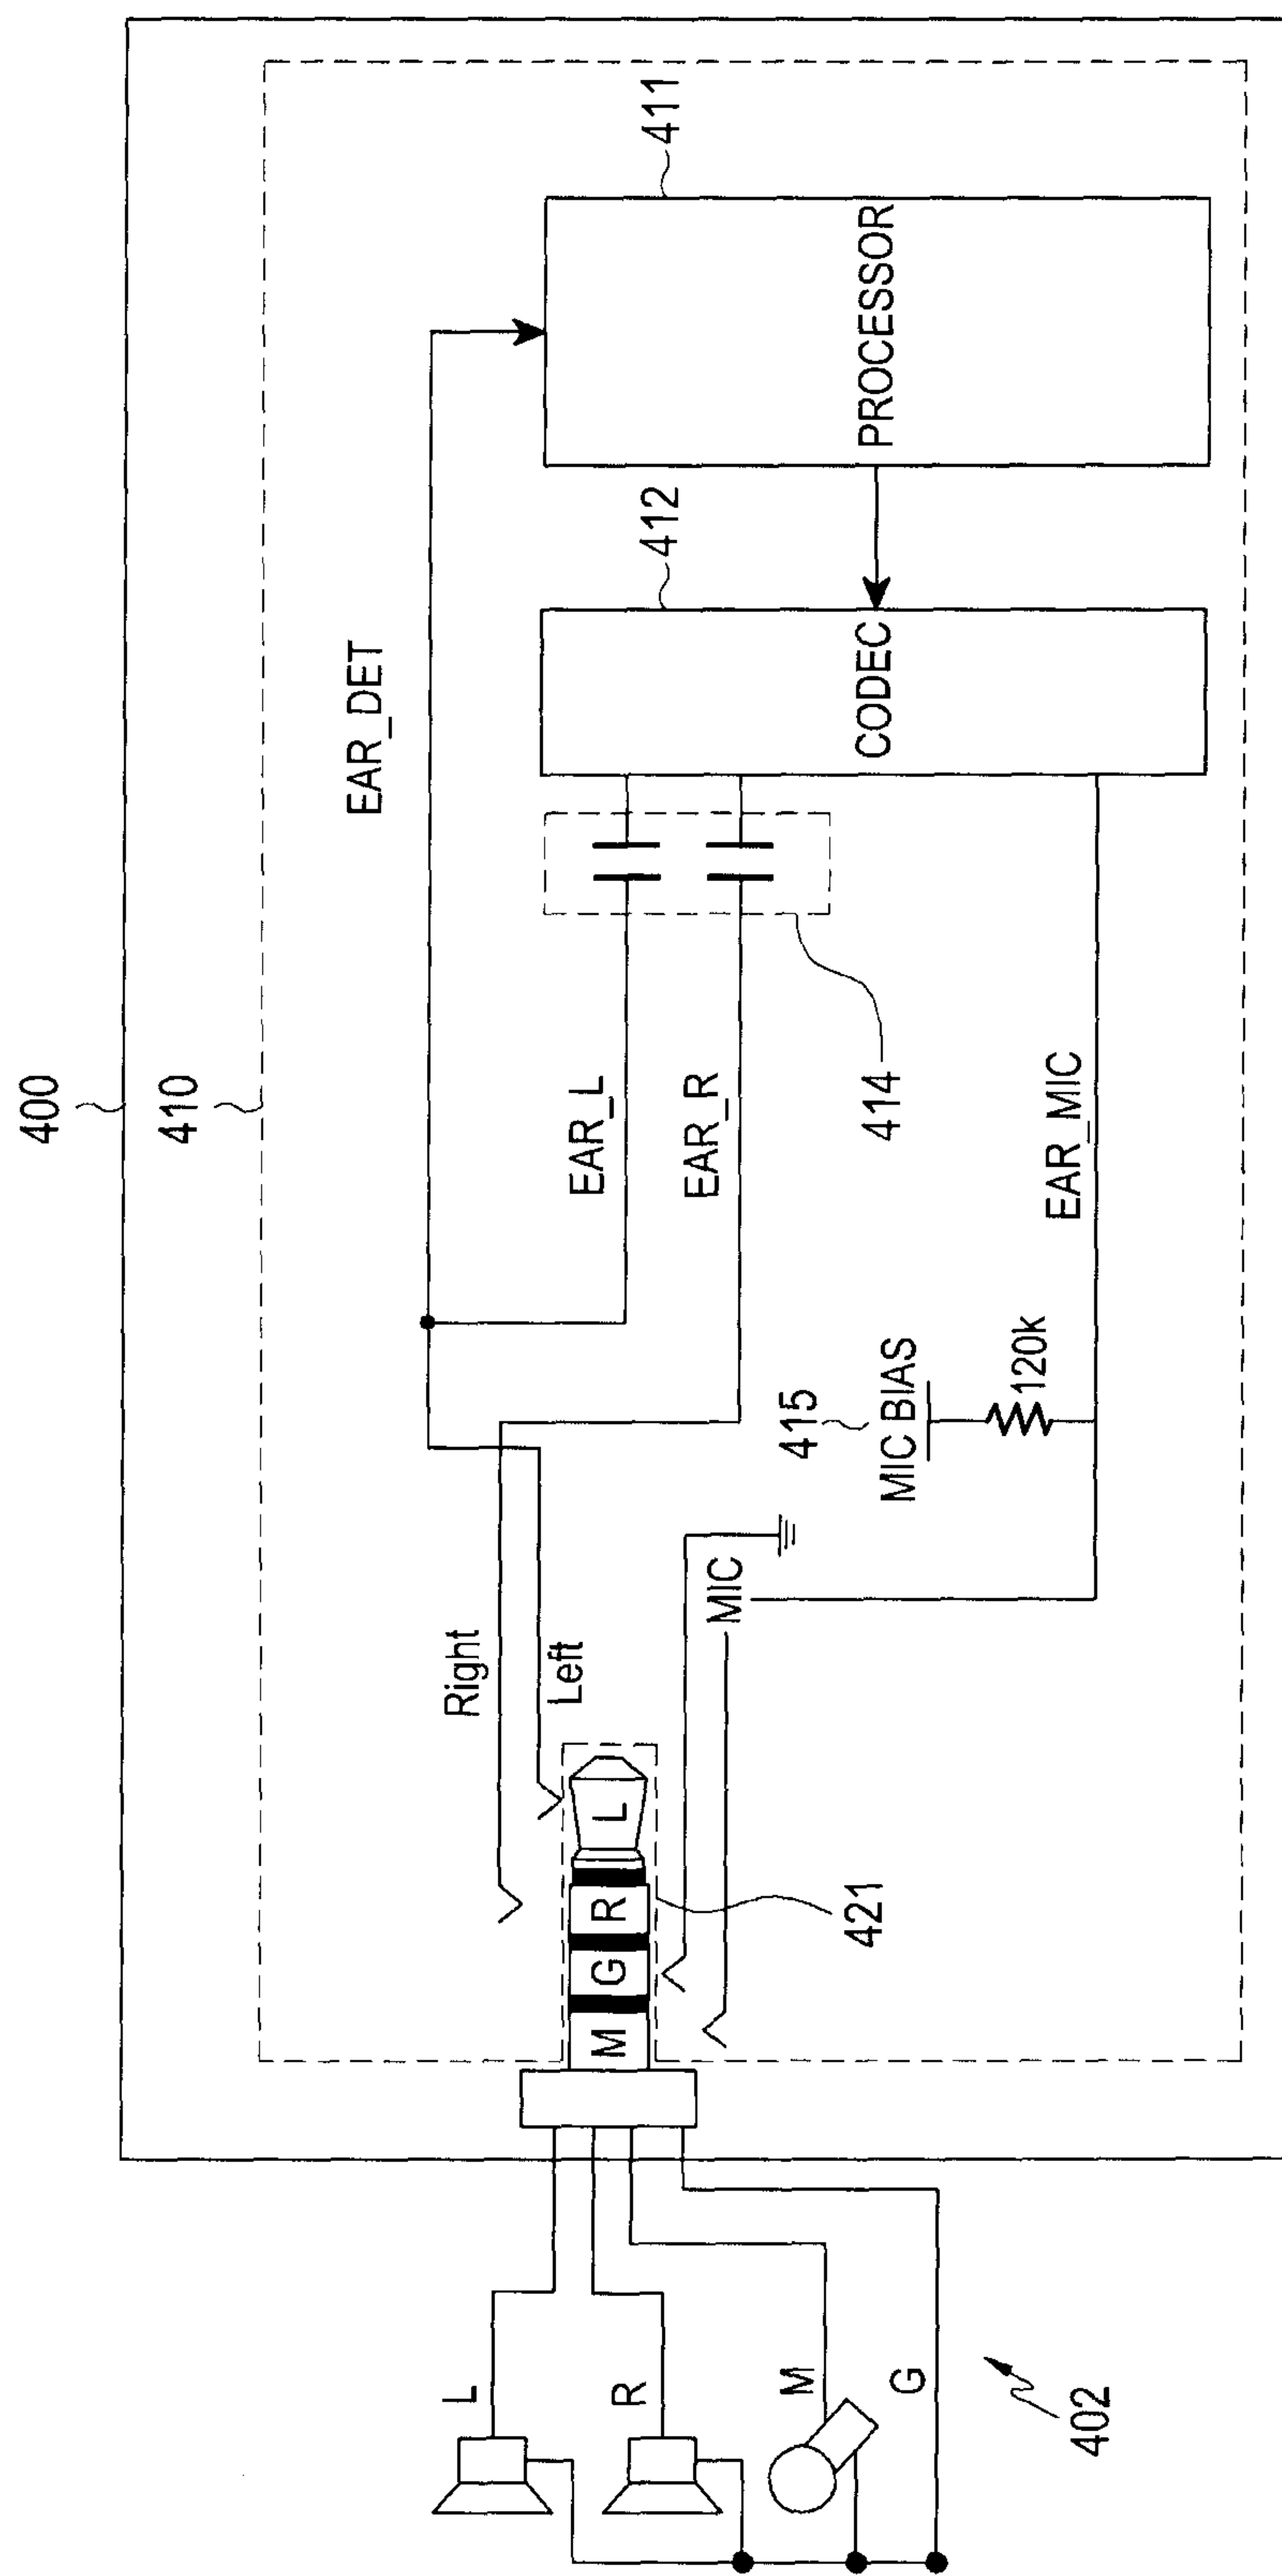 400
410
411
PROCESSOR
412
CODEC
EAR_DET
414
EAR_L
EAR_R
EAR_MIC
415
MIC BIAS
120k
MIC
Right
Left
L
R
G
M
421
L
R
M
G
402